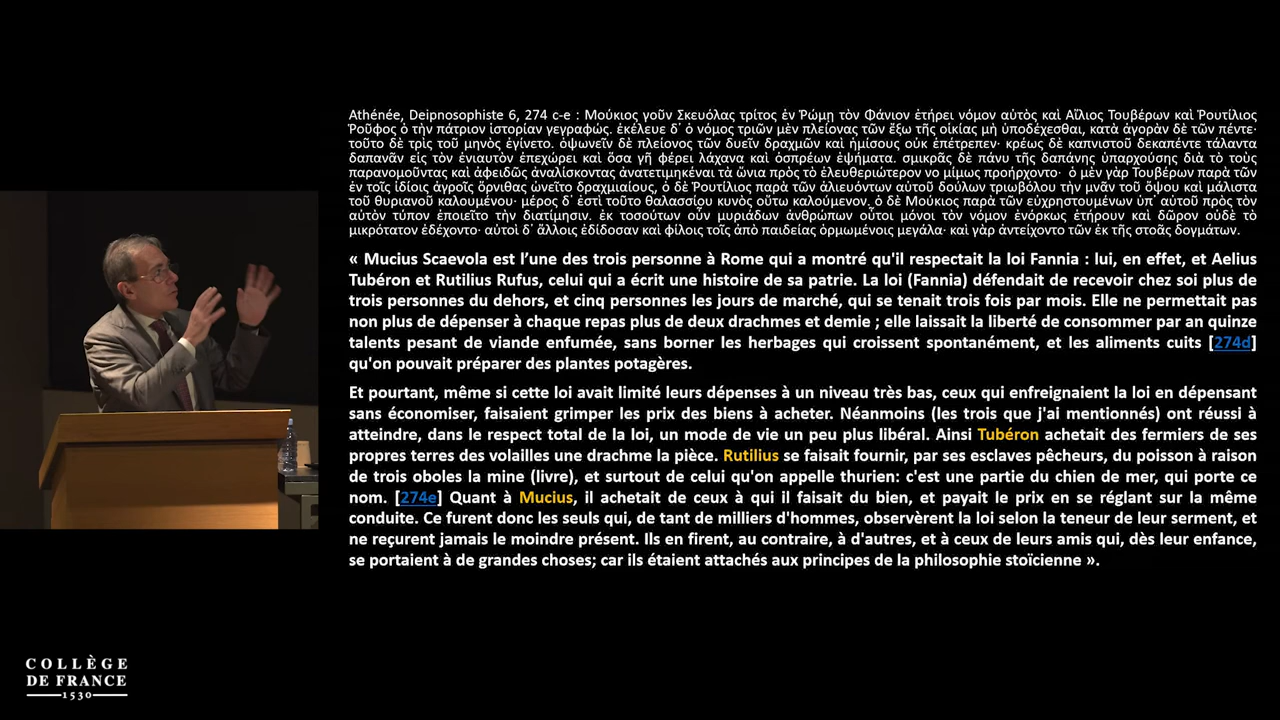 Athénée, Deipnosophiste 6, 274 c-e : Μούκιος γοῦν Σκευόλας τρίτος ἐν Ῥώμῃ τὸν Φάνιον ἐτήρει νόμον αὐτὸς καὶ Αἴλιος Τουβέρων καὶ Ῥουτίλιος
Ῥοῦφος ὁ τὴν πάτριον ἱστορίαν γεγραφώς. ἐκέλευε δ᾽ ὁ νόμος τριῶν μὲν πλείονας τῶν ἔξω τῆς οἰκίας μὴ ὑποδέχεσθαι, κατὰ ἀγορὰν δὲ τῶν πέντε·
τοῦτο δὲ τρὶς τοῦ μηνὸς ἐγίνετο. ὀψωνεῖν δὲ πλείονος τῶν δυεῖν δραχμῶν καὶ ἡμίσους οὐκ ἐπέτρεπεν· κρέως δὲ καπνιστοῦ δεκαπέντε τάλαντα
δαπανᾶν εἰς τὸν ἐνιαυτὸν ἐπεχώρει καὶ ὅσα γῆ φέρει λάχανα καὶ ὀσπρέων ἑψήματα. σμικρᾶς δὲ πάνυ τῆς δαπάνης ὑπαρχούσης διὰ τὸ τοὺς
παρανομοῦντας καὶ ἀφειδῶς ἀναλίσκοντας ἀνατετιμηκέναι τὰ ὤνια πρὸς τὸ ἐλευθεριώτερον νο μίμως προήρχοντο· ὁ μὲν γὰρ Τουβέρων παρὰ τῶν
ἐν τοῖς ἰδίοις ἀγροῖς ὄρνιθας ὠνεῖτο δραχμιαίους, ὁ δὲ Ῥουτίλιος παρὰ τῶν ἁλιευόντων αὑτοῦ δούλων τριωβόλου τὴν μνᾶν τοῦ ὄψου καὶ μάλιστα
τοῦ θυριανοῦ καλουμένου· μέρος δ᾽ ἐστὶ τοῦτο θαλασσίου κυνὸς οὕτω καλούμενον. ὁ δὲ Μούκιος παρὰ τῶν εὐχρηστουμένων ὑπ᾽ αὐτοῦ πρὸς τὸν
αὐτὸν τύπον ἐποιεῖτο τὴν διατίμησιν. ἐκ τοσούτων οὖν μυριάδων ἀνθρώπων οὗτοι μόνοι τὸν νόμον ἐνόρκως ἐτήρουν καὶ δῶρον οὐδὲ τὸ
μικρότατον ἐδέχοντο· αὐτοὶ δ᾽ ἄλλοις ἐδίδοσαν καὶ φίλοις τοῖς ἀπὸ παιδείας ὁρμωμένοις μεγάλα· καὶ γὰρ ἀντείχοντο τῶν ἐκ τῆς στοᾶς δογμάτων.
« Mucius Scaevola est l'une des trois personne à Rome qui a montré qu'il respectait la loi Fannia : lui, en effet, et Aelius
Tubéron et Rutilius Rufus, celui qui a écrit une histoire de sa patrie. La loi (Fannia) défendait de recevoir chez soi plus de
trois personnes du dehors, et cinq personnes les jours de marché, qui se tenait trois fois par mois. Elle ne permettait pas
non plus de dépenser à chaque repas plus de deux drachmes et demie ; elle laissait la liberté de consommer par an quinze
talents pesant de viande enfumée, sans borner les herbages qui croissent spontanément, et les aliments cuits [274d]
qu'on pouvait préparer des plantes potagères.
Et pourtant, même si cette loi avait limité leurs dépenses à un niveau très bas, ceux qui enfreignaient la loi en dépensant
sans économiser, faisaient grimper les prix des biens à acheter. Néanmoins (les trois que j'ai mentionnés) ont réussi à
atteindre, dans le respect total de la loi, un mode de vie un peu plus libéral. Ainsi Tubéron achetait des fermiers de ses
propres terres des volailles une drachme la pièce. Rutilius se faisait fournir, par ses esclaves pêcheurs, du poisson à raison
de trois oboles la mine (livre), et surtout de celui qu'on appelle thurien: c'est une partie du chien de mer, qui porte ce
nom. [274e] Quant à Mucius, il achetait de ceux à qui il faisait du bien, et payait le prix en se réglant sur la même
conduite. Ce furent donc les seuls qui, de tant de milliers d'hommes, observèrent la loi selon la teneur de leur serment, et
ne reçurent jamais le moindre présent. Ils en firent, au contraire, à d'autres, et à ceux de leurs amis qui, dès leur enfance,
se portaient à de grandes choses; car ils étaient attachés aux principes de la philosophie stoïcienne ».
COLLÈGE
DE FRANCE
1530